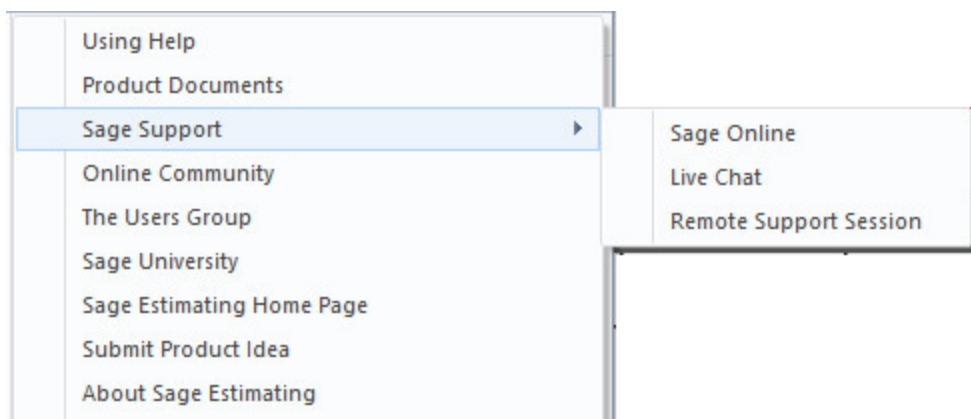 Using Help
Product Documents
Sage Support
Online Community
The Users Group
Sage University
Sage Estimating Home Page
Submit Product Idea
About Sage Estimating
Sage Online
Live Chat
Remote Support Session